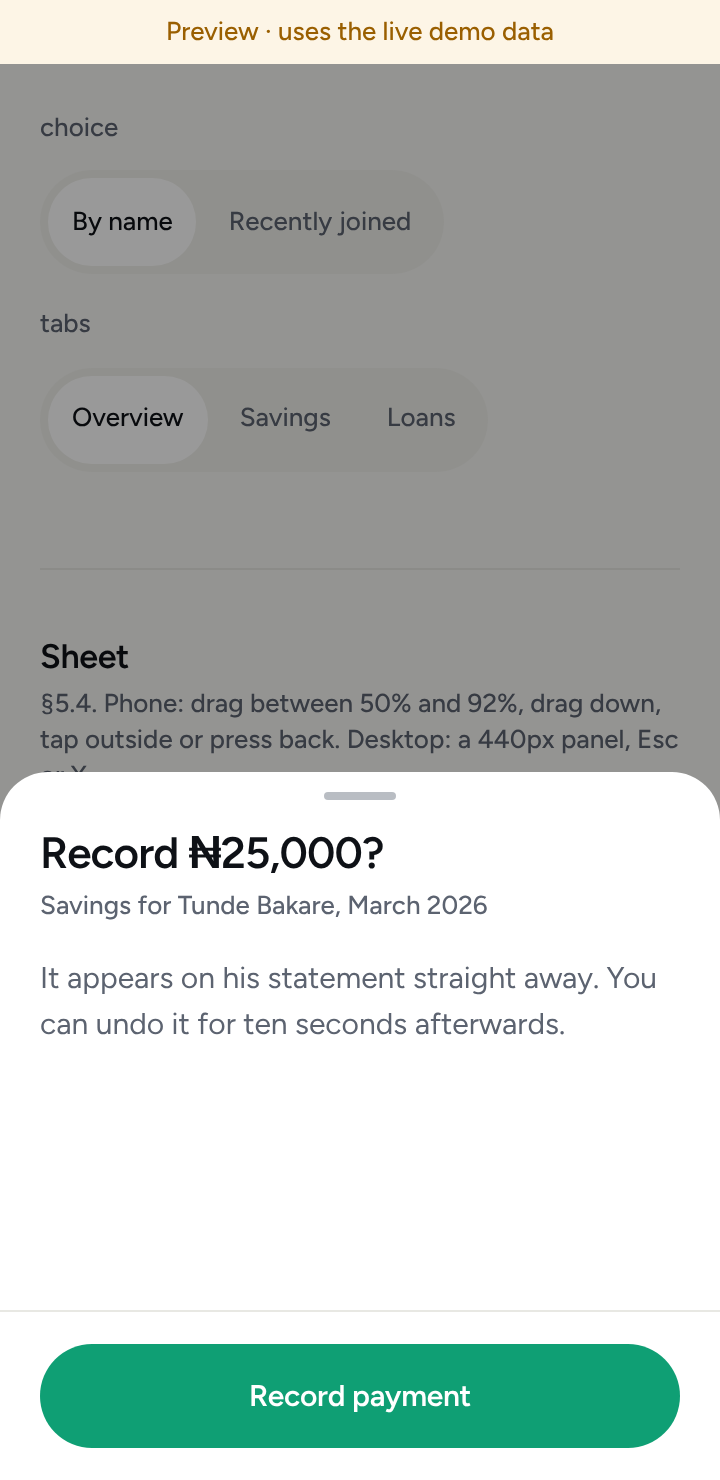 Preview · uses the live demo data
choice
By name Recently joined
tabs
Overview Savings Loans
Sheet
§5.4. Phone: drag between 50% and 92%, drag down,
tap outside or press back. Desktop: a 440px panel, Esc
Record ₦25,000?
Savings for Tunde Bakare, March 2026
It appears on his statement straight away. You
can undo it for ten seconds afterwards.
Record payment